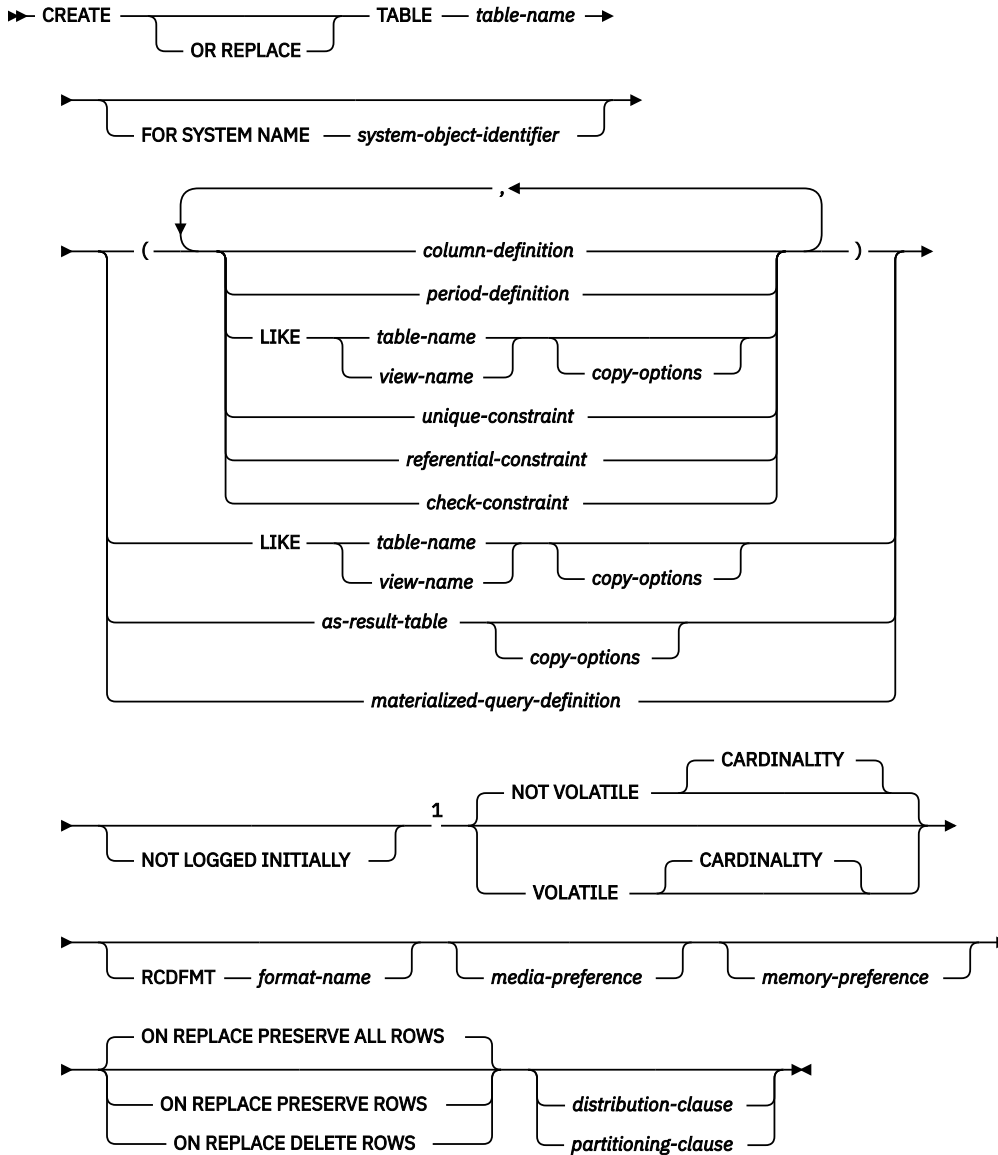 CREATE TABLE table-name
OR REPLACE
FOR SYSTEM NAME system-object-identifier
,
( column-definition )
period-definition
LIKE table-name
view-name copy-options
unique-constraint
referential-constraint
check-constraint
LIKE table-name
view-name copy-options
as-result-table
copy-options
materialized-query-definition
CARDINALITY
NOT VOLATILE
1
NOT LOGGED INITIALLY CARDINALITY
VOLATILE
RCDFMT format-name media-preference memory-preference
ON REPLACE PRESERVE ALL ROWS
ON REPLACE PRESERVE ROWS distribution-clause
ON REPLACE DELETE ROWS partitioning-clause